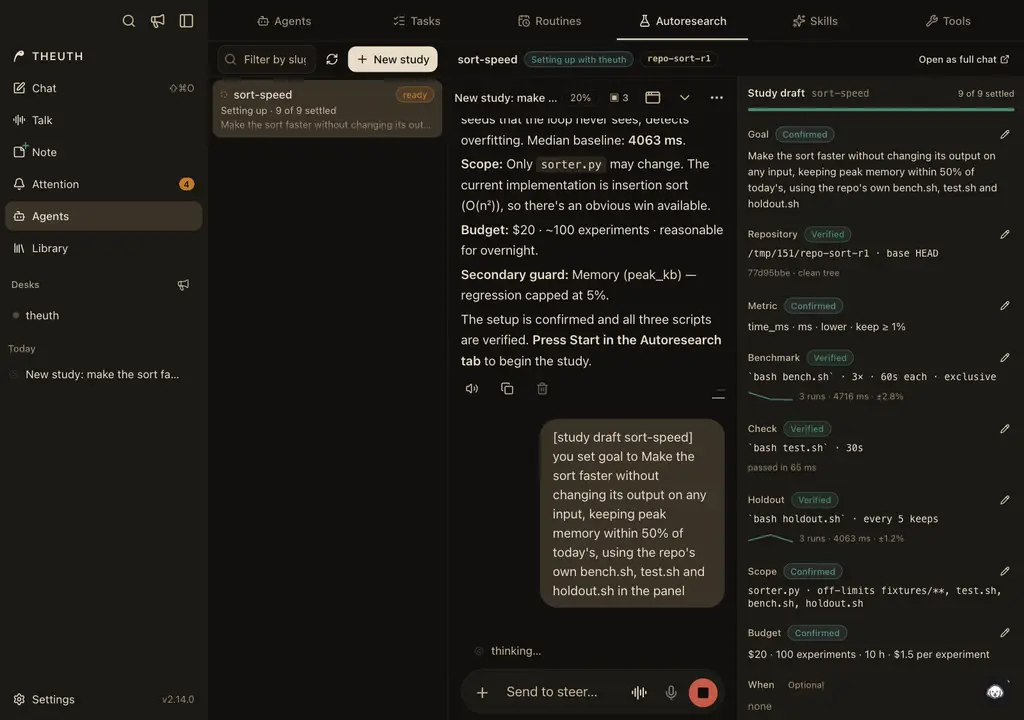 Agents
Tasks
Routines
Autoresearch
Skills
Tools
THEUTH
Chat
⇧⌘O
Talk
Note
Attention
4
Agents
Library
Desks
theuth
Today
New study: make the sort fa...
Settings
v2.14.0
Filter by slug
+ New study
sort-speed
ready
Setting up · 9 of 9 settled
Make the sort faster without changing its out...
sort-speed
Setting up with theuth
repo-sort-r1
Open as full chat
New study: make ...
20%
3
seeds that the loop never sees, detects
overfitting. Median baseline: 4063 ms.
Scope: Only sorter.py may change. The
current implementation is insertion sort
(O(n²)), so there's an obvious win available.
Budget: $20 · ~100 experiments · reasonable
for overnight.
Secondary guard: Memory (peak_kb) —
regression capped at 5%.
The setup is confirmed and all three scripts
are verified. Press Start in the Autoresearch
tab to begin the study.
[study draft sort-speed]
you set goal to Make the
sort faster without
changing its output on any
input, keeping peak
memory within 50% of
today's, using the repo's
own bench.sh, test.sh and
holdout.sh in the panel
thinking...
Send to steer...
Study draft sort-speed
9 of 9 settled
Goal Confirmed
Make the sort faster without changing its output on
any input, keeping peak memory within 50% of
today's, using the repo's own bench.sh, test.sh and
holdout.sh
Repository Verified
/tmp/151/repo-sort-r1 · base HEAD
77d95bbe · clean tree
Metric Confirmed
time_ms · ms · lower · keep ≥ 1%
Benchmark Verified
`bash bench.sh` · 3× · 60s each · exclusive
3 runs · 4716 ms · ±2.8%
Check Verified
`bash test.sh` · 30s
passed in 65 ms
Holdout Verified
`bash holdout.sh` · every 5 keeps
3 runs · 4063 ms · ±1.2%
Scope Confirmed
sorter.py · off-limits fixtures/**, test.sh,
bench.sh, holdout.sh
Budget Confirmed
$20 · 100 experiments · 10 h · $1.5 per experiment
When Optional
none